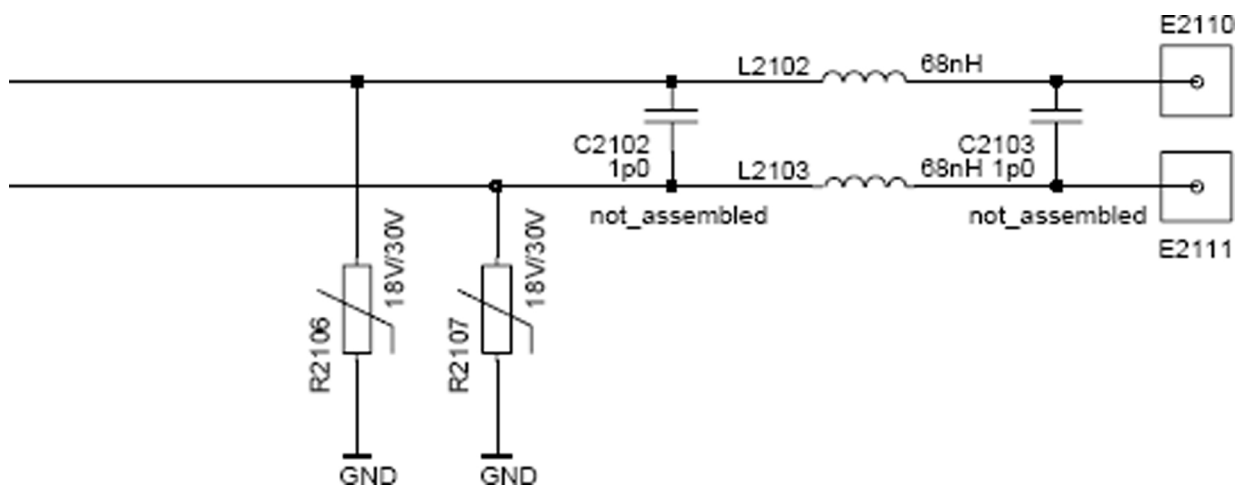 E2110
L2102 68nH
C2102 C2103
1p0
L2103 68nH 1p0
not_assembled not_assembled
E2111
18V/30V 18V/30V
R2106 R2107
GND GND